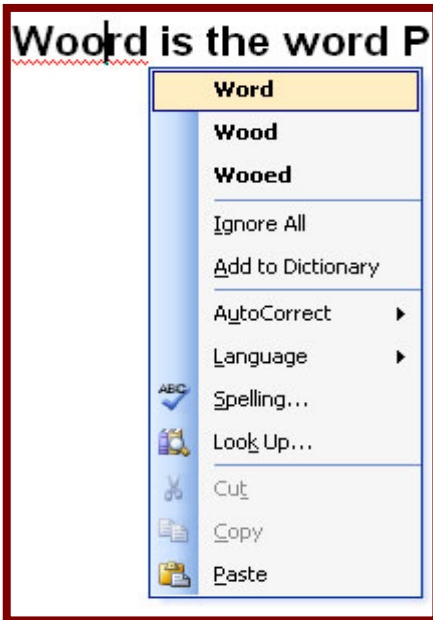 Woord is the word P
Word
Wood
Wooed
Ignore All
Add to Dictionary
AutoCorrect
Language
ABC
Spelling...
Look Up...
Cut
Copy
Paste